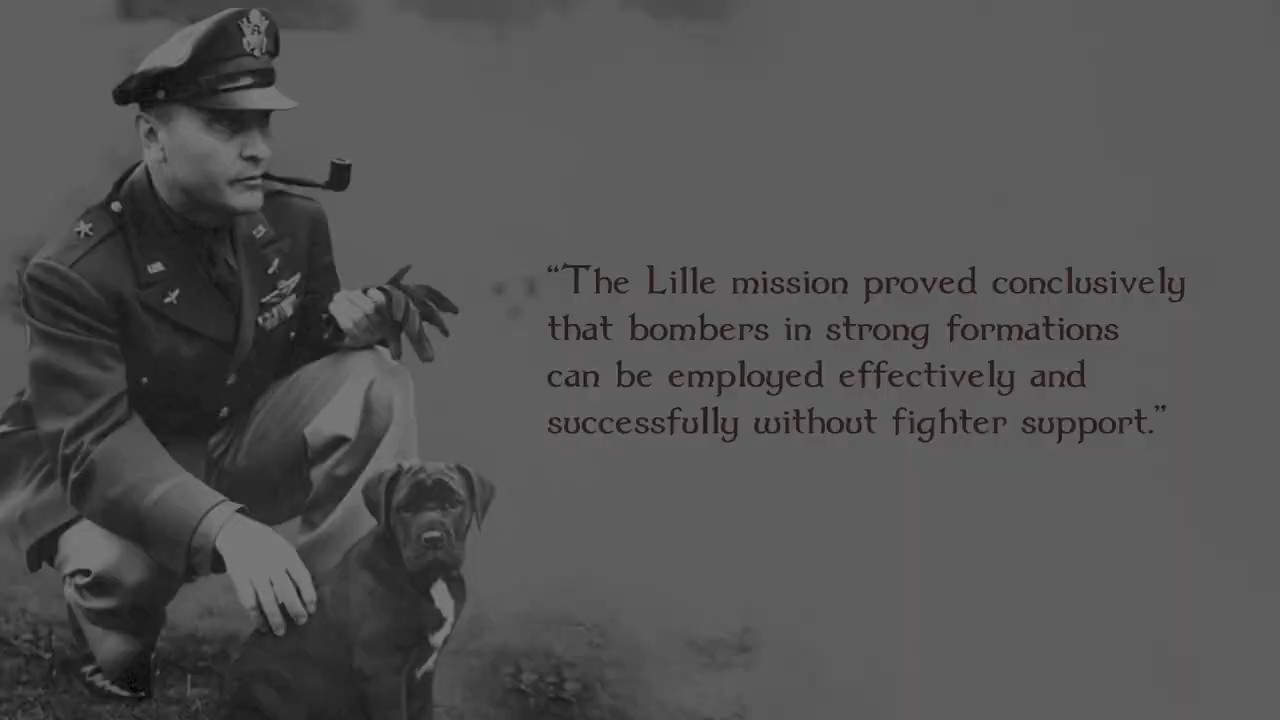 “The Lille mission proved conclusively
that bombers in strong formations
can be employed effectively and
successfully without fighter support.”